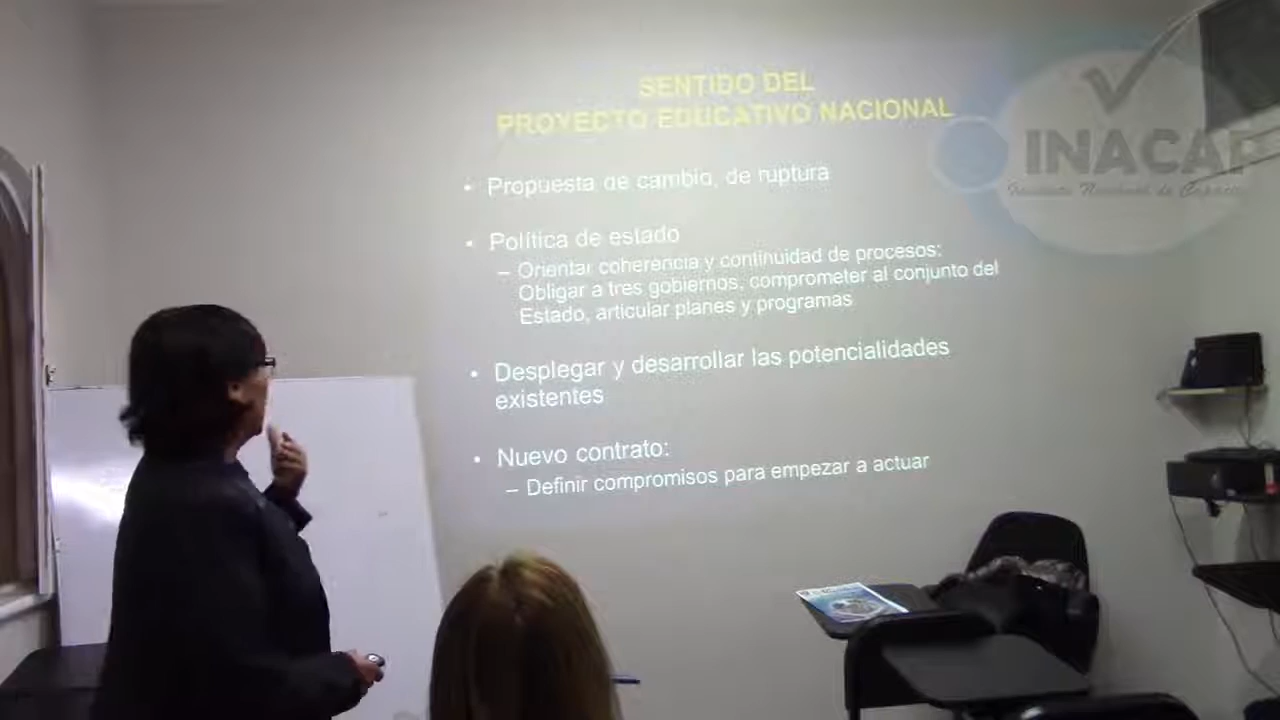 SENTIDO DEL
PROYECTO EDUCATIVO NACIONAL
• Propuesta de cambio, de ruptura
• Política de estado
– Orientar coherencia y continuidad de procesos:
Obligar a tres gobiernos, comprometer al conjunto del
Estado, articular planes y programas
• Desplegar y desarrollar las potencialidades
existentes
• Nuevo contrato:
– Definir compromisos para empezar a actuar
INACAP
Nacional de